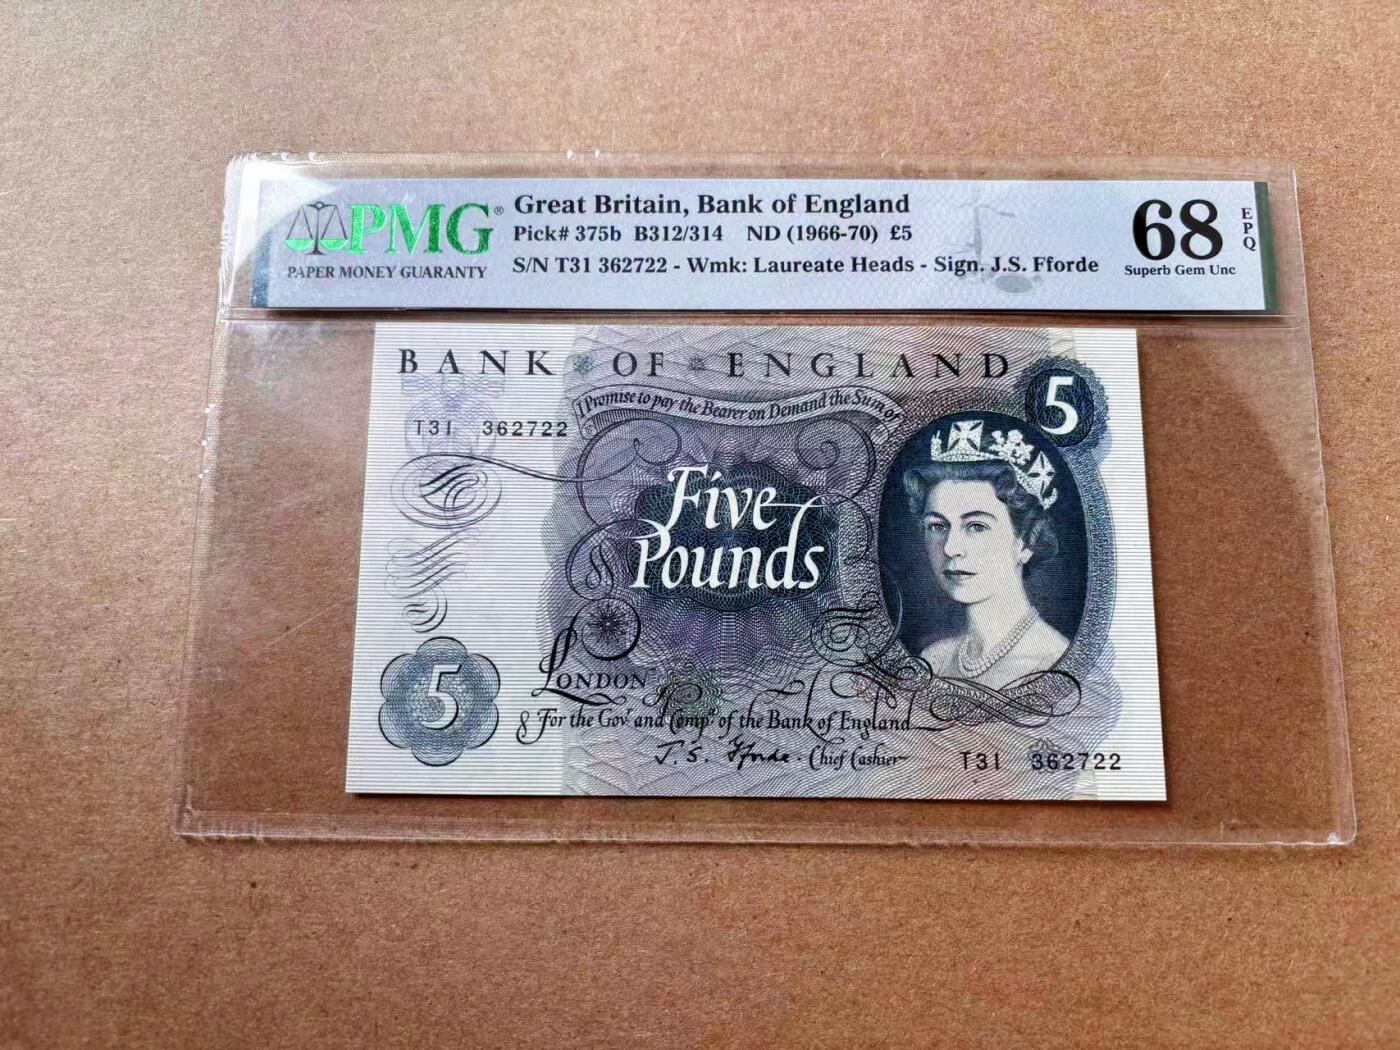 PMG®
PAPER MONEY GUARANTY
Great Britain, Bank of England
Pick# 375b B312/314 ND (1966-70) £5
S/N T31 362722 - Wmk: Laureate Heads - Sign. J.S. Fforde
68
EPQ
Superb Gem Unc
BANK OF ENGLAND
5
I Promise to pay the Bearer on Demand the Sum of
T31 362722
Five
Pounds
LONDON
5
For the Govr and Compa of the Bank of England
J. S. Fforde Chief Cashier
T31 362722